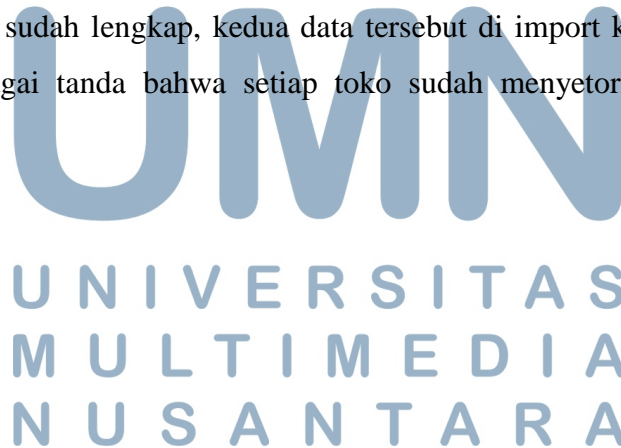 sudah lengkap, kedua data tersebut di import
gai tanda bahwa setiap toko sudah menyetor
UMN
UNIVERSITAS
MULTIMEDIA
NUSANTARA